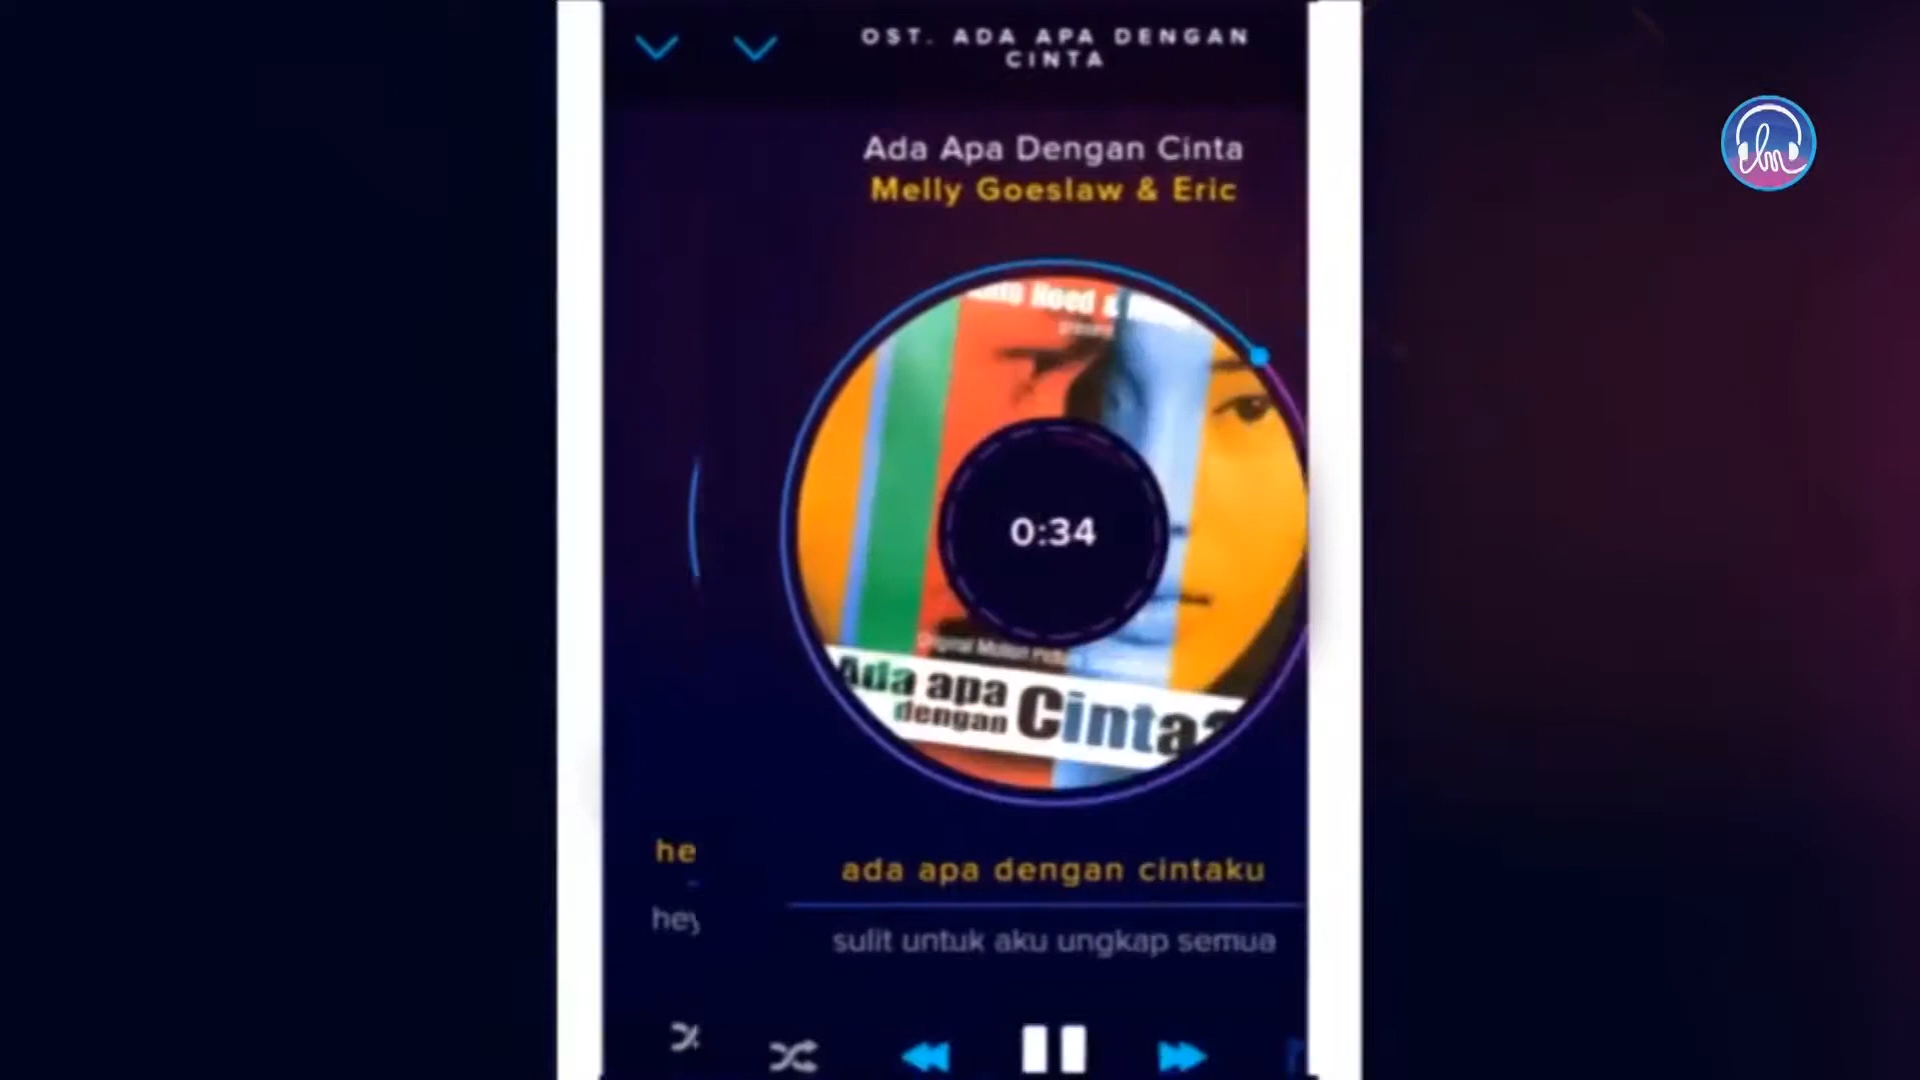 OST. ADA APA DENGAN
CINTA
Ada Apa Dengan Cinta
Melly Goeslaw & Eric
0:34
Ada apa
dengan Cinta?
he
ada apa dengan cintaku
hey
sulit untuk aku ungkap semua